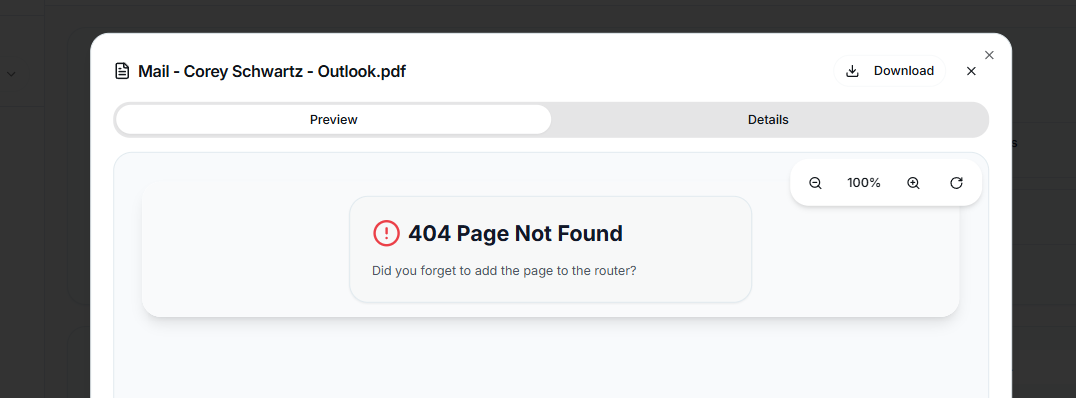 Mail - Corey Schwartz - Outlook.pdf
Download
Preview
Details
100%
404 Page Not Found
Did you forget to add the page to the router?